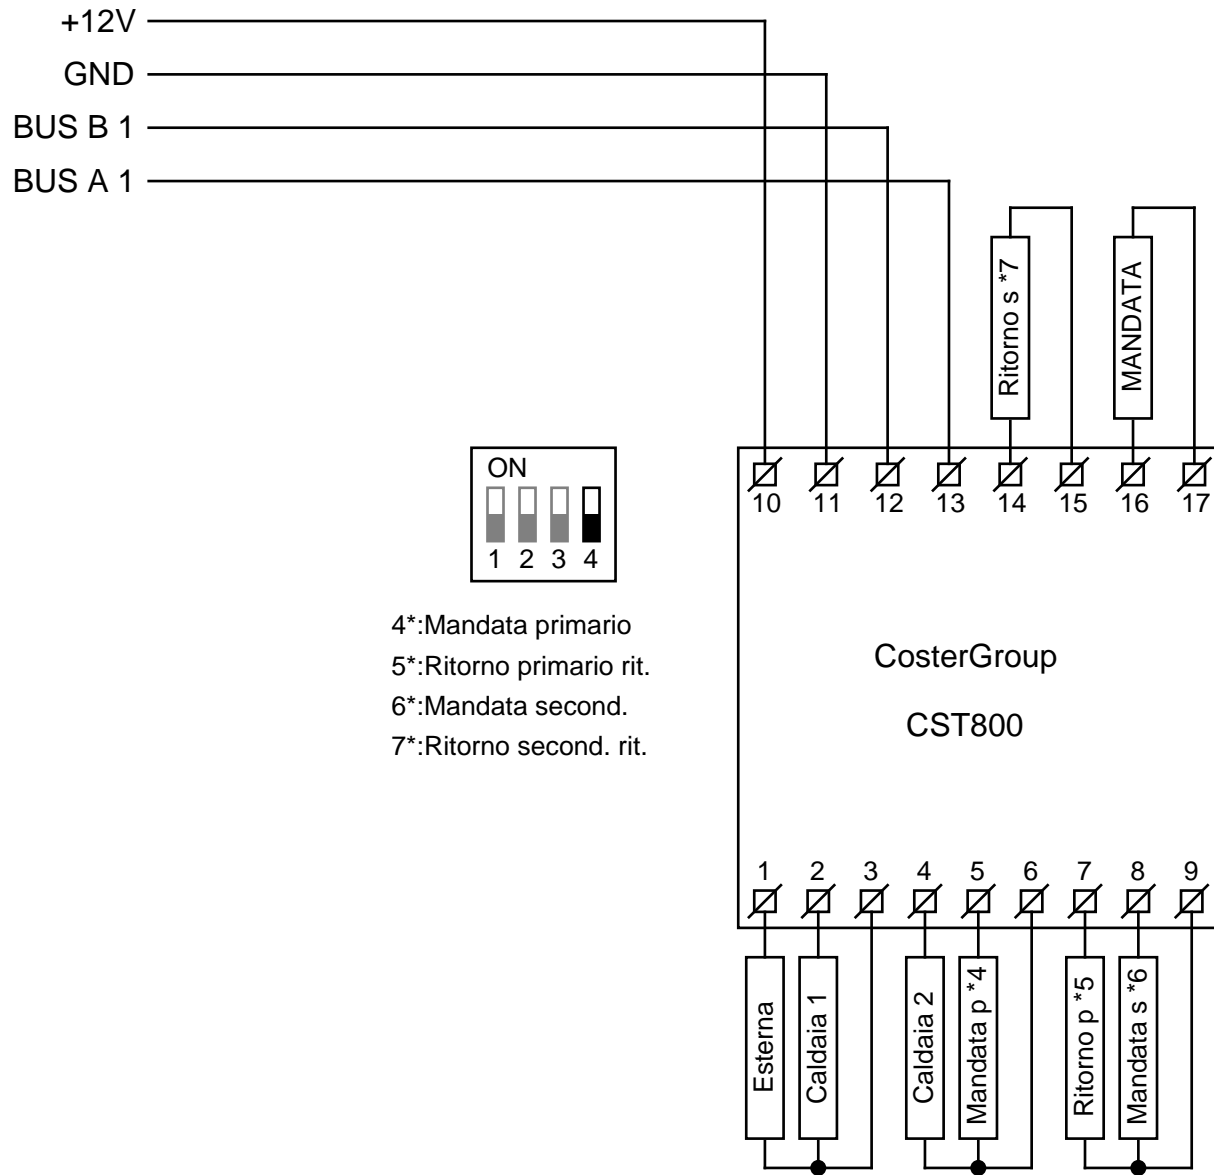 +12V
GND
BUS B 1
BUS A 1
Ritorno s *7
MANDATA
ON
1 2 3 4
10 11 12 13 14 15 16 17
4*:Mandata primario
5*:Ritorno primario rit.
6*:Mandata second.
7*:Ritorno second. rit.
CosterGroup
CST800
1 2 3 4 5 6 7 8 9
Esterna
Caldaia 1
Caldaia 2
Mandata p *4
Ritorno p *5
Mandata s *6